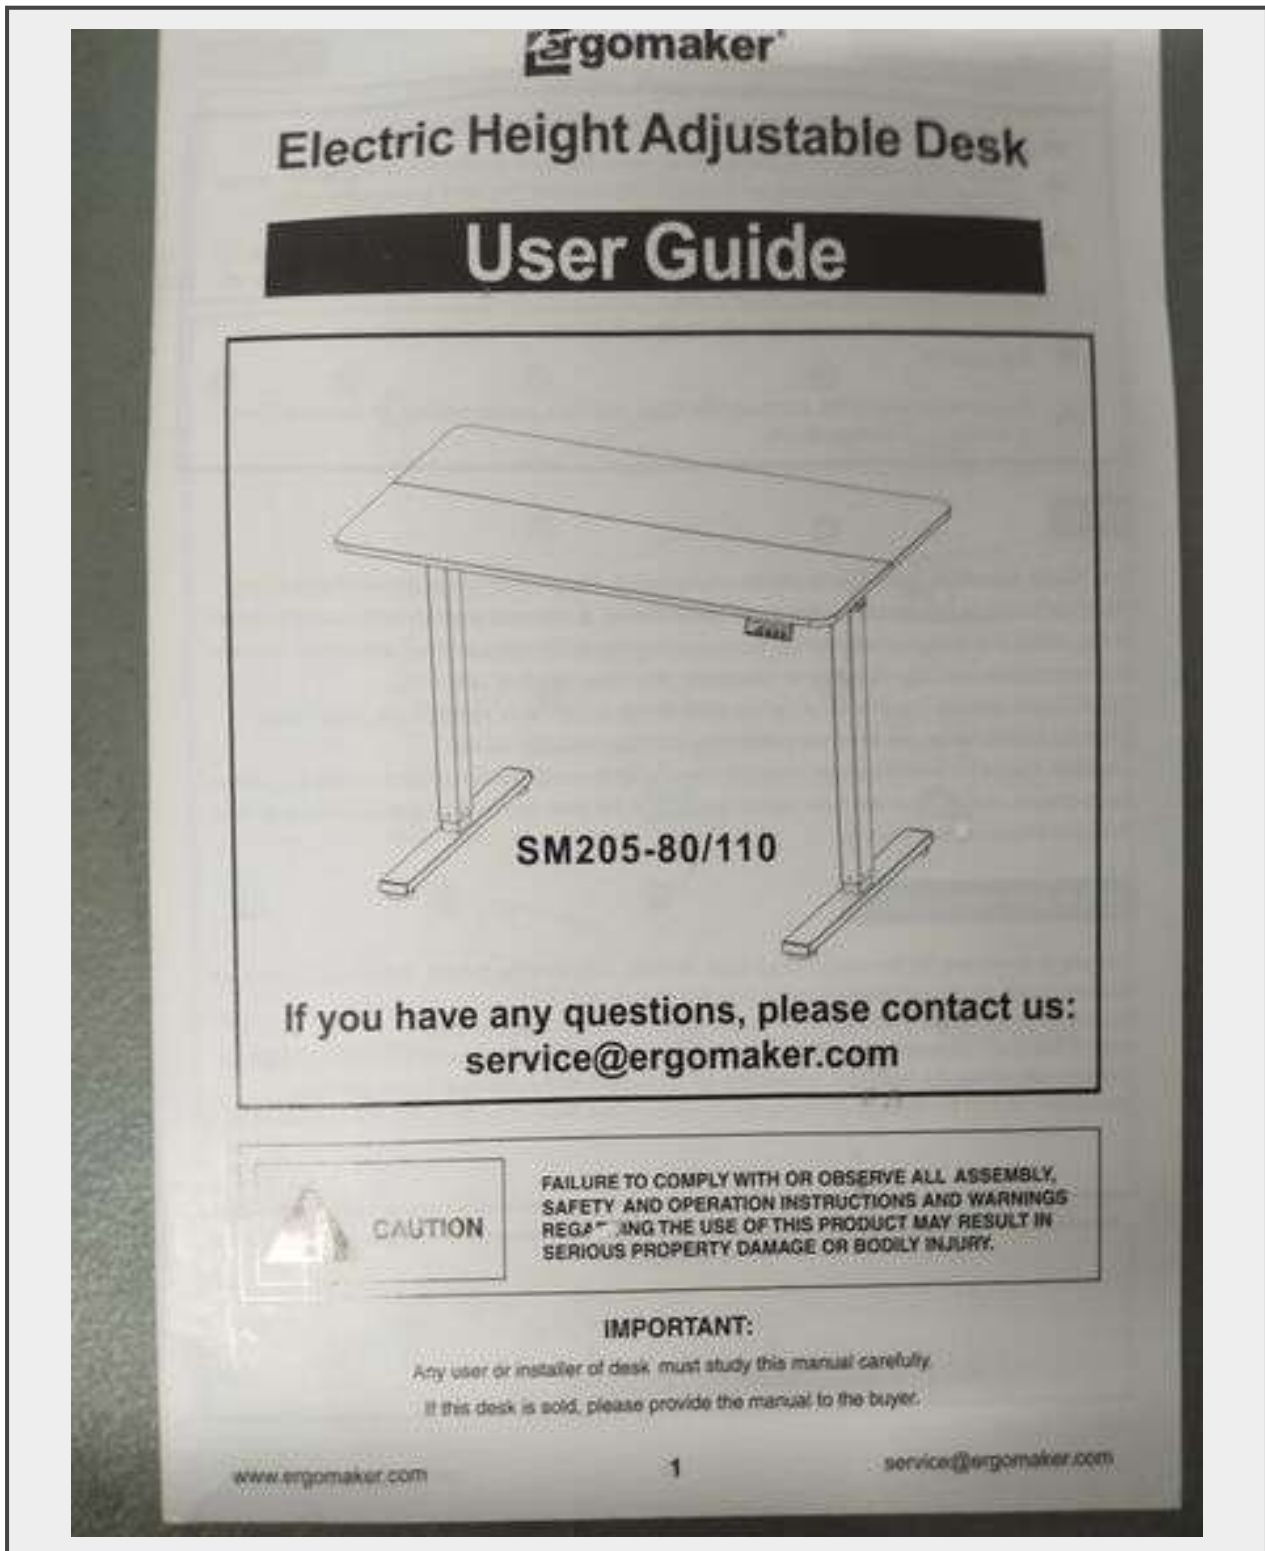 Ergomaker®
Electric Height Adjustable Desk
User Guide
SM205-80/110
If you have any questions, please contact us:
service@ergomaker.com
CAUTION
FAILURE TO COMPLY WITH OR OBSERVE ALL ASSEMBLY,
SAFETY AND OPERATION INSTRUCTIONS AND WARNINGS
THE USE OF THIS PRODUCT MAY RESULT IN
SERIOUS PROPERTY DAMAGE OR BODILY INJURY.
IMPORTANT:
Any user or installer of desk must study this manual carefully.
If this desk is sold, please provide the manual to the buyer.
www.ergomaker.com
1
service@ergomaker.com